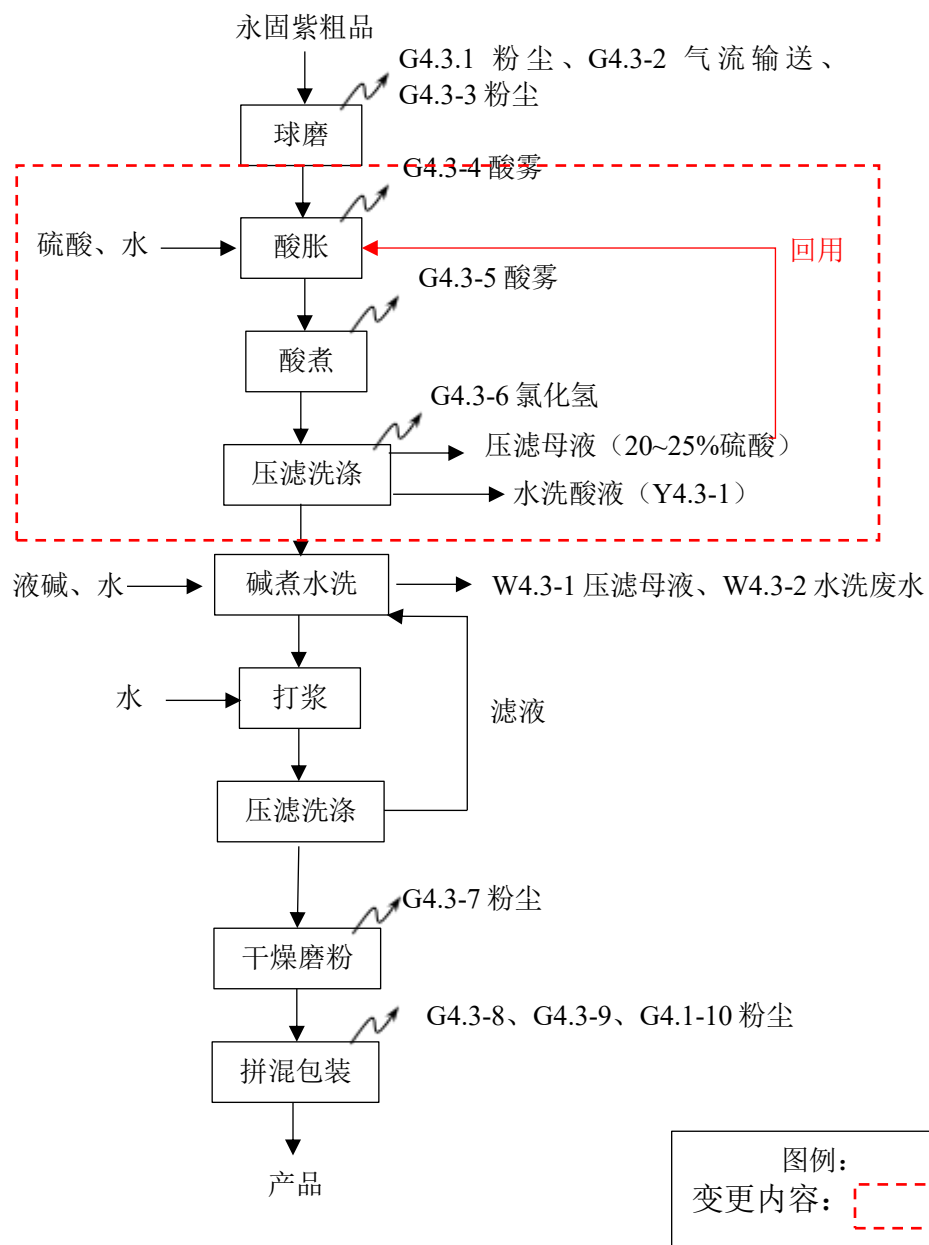 永固紫粗品
G4.3.1 粉尘、G4.3-2 气流输送、
G4.3-3 粉尘
球磨
G4.3-4 酸雾
硫酸、水
酸胀
回用
G4.3-5 酸雾
酸煮
G4.3-6 氯化氢
压滤母液（20~25%硫酸）
压滤洗涤
水洗酸液（Y4.3-1）
液碱、水
碱煮水洗
W4.3-1 压滤母液、W4.3-2 水洗废水
水
打浆
滤液
压滤洗涤
G4.3-7 粉尘
干燥磨粉
G4.3-8、G4.3-9、G4.1-10 粉尘
拼混包装
产品
图例：
变更内容：